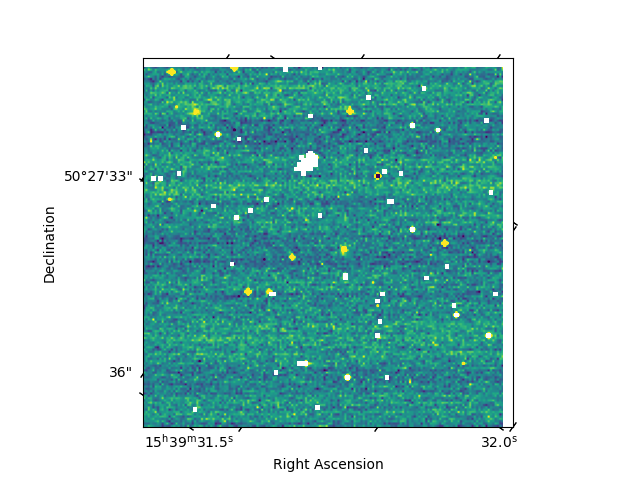 50°27'33"
Declination
36"
15ʰ39ᵐ31.5ˢ
32.0ˢ
Right Ascension